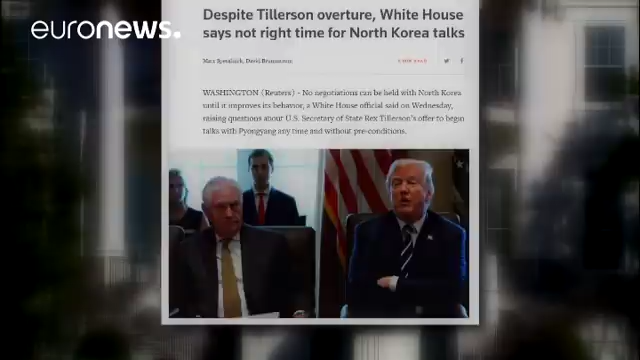 euronews.
Despite Tillerson overture, White House
says not right time for North Korea talks
WASHINGTON (Reuters) - No negotiations can be held with North Korea
until it improves its behavior, a White House official said on Wednesday,
raising questions about U.S. Secretary of State Rex Tillerson's offer to begin
talks with Pyongyang any time and without pre-conditions.